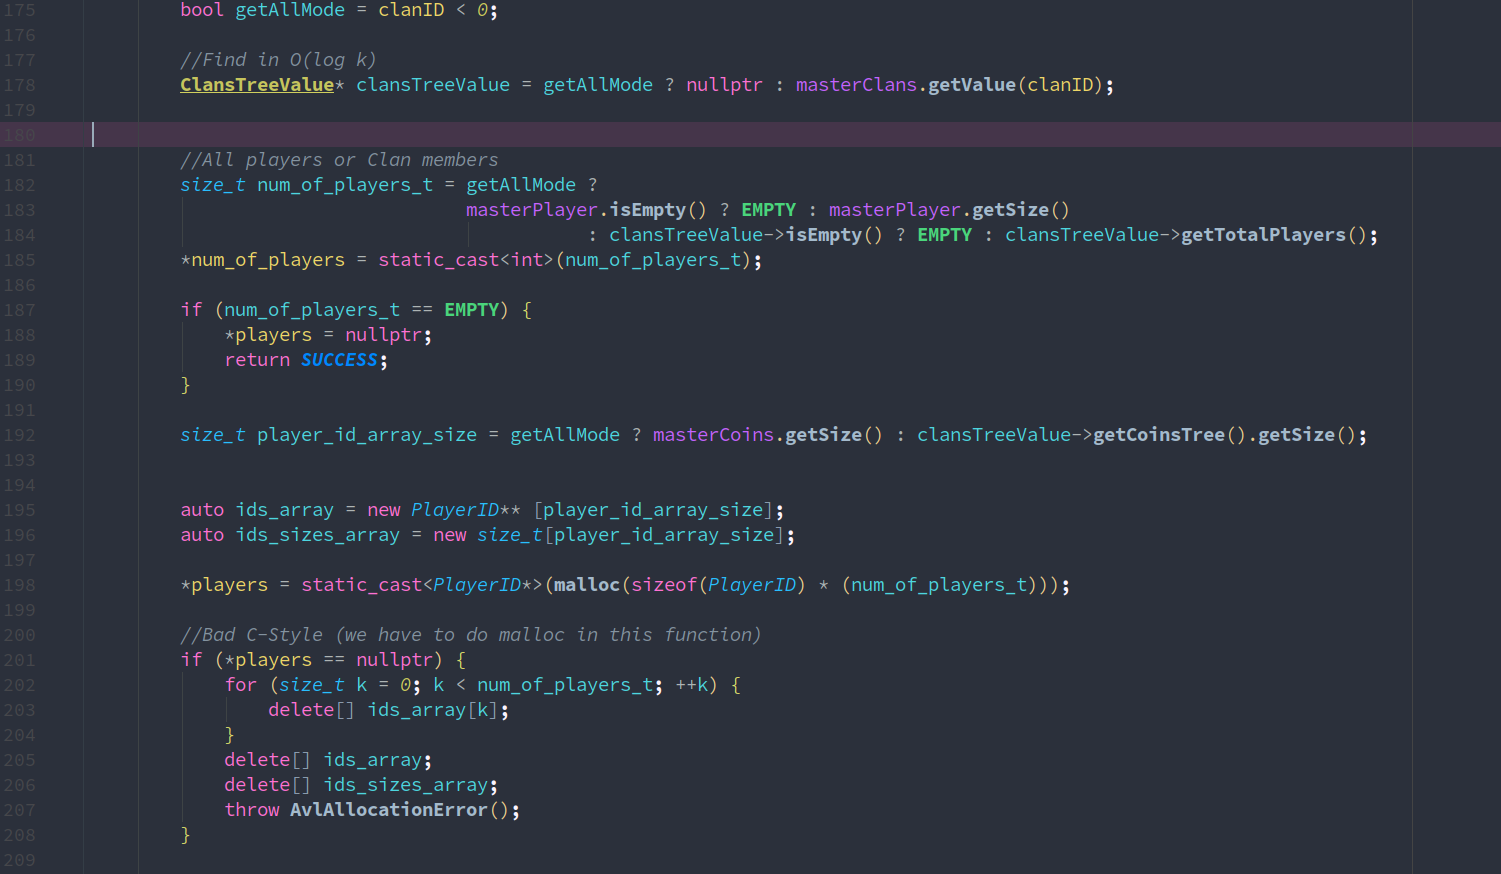 175 bool getAllMode = clanID < 0;
176
177 //Find in O(log k)
178 ClansTreeValue* clansTreeValue = getAllMode ? nullptr : masterClans.getValue(clanID);
179
180
181 //All players or Clan members
182 size_t num_of_players_t = getAllMode ?
183 masterPlayer.isEmpty() ? EMPTY : masterPlayer.getSize()
184 : clansTreeValue->isEmpty() ? EMPTY : clansTreeValue->getTotalPlayers();
185 *num_of_players = static_cast<int>(num_of_players_t);
186
187 if (num_of_players_t == EMPTY) {
188 *players = nullptr;
189 return SUCCESS;
190 }
191
192 size_t player_id_array_size = getAllMode ? masterCoins.getSize() : clansTreeValue->getCoinsTree().getSize();
193
194
195 auto ids_array = new PlayerID** [player_id_array_size];
196 auto ids_sizes_array = new size_t[player_id_array_size];
197
198 *players = static_cast<PlayerID*>(malloc(sizeof(PlayerID) * (num_of_players_t)));
199
200 //Bad C-Style (we have to do malloc in this function)
201 if (*players == nullptr) {
202 for (size_t k = 0; k < num_of_players_t; ++k) {
203 delete[] ids_array[k];
204 }
205 delete[] ids_array;
206 delete[] ids_sizes_array;
207 throw AvlAllocationError();
208 }
209